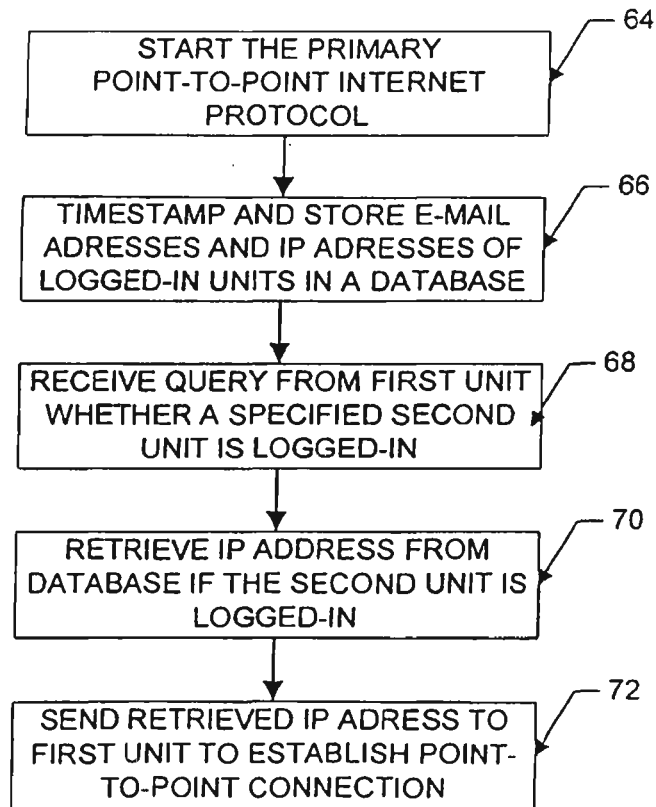 64
START THE PRIMARY
POINT-TO-POINT INTERNET
PROTOCOL
66
TIMESTAMP AND STORE E-MAIL
ADRESSES AND IP ADRESSES OF
LOGGED-IN UNITS IN A DATABASE
68
RECEIVE QUERY FROM FIRST UNIT
WHETHER A SPECIFIED SECOND
UNIT IS LOGGED-IN
70
RETRIEVE IP ADDRESS FROM
DATABASE IF THE SECOND UNIT IS
LOGGED-IN
72
SEND RETRIEVED IP ADRESS TO
FIRST UNIT TO ESTABLISH POINT-
TO-POINT CONNECTION